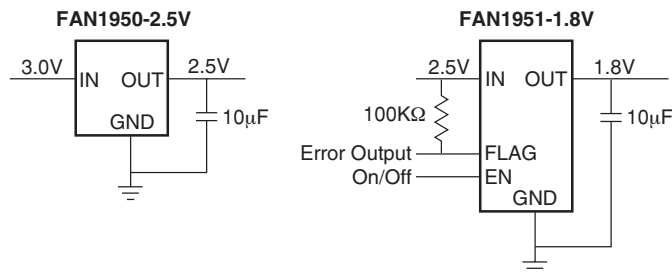 FAN1950-2.5V
3.0V
IN
OUT
2.5V
GND
10µF
FAN1951-1.8V
2.5V
IN
OUT
1.8V
100KΩ
10µF
Error Output
FLAG
On/Off
EN
GND